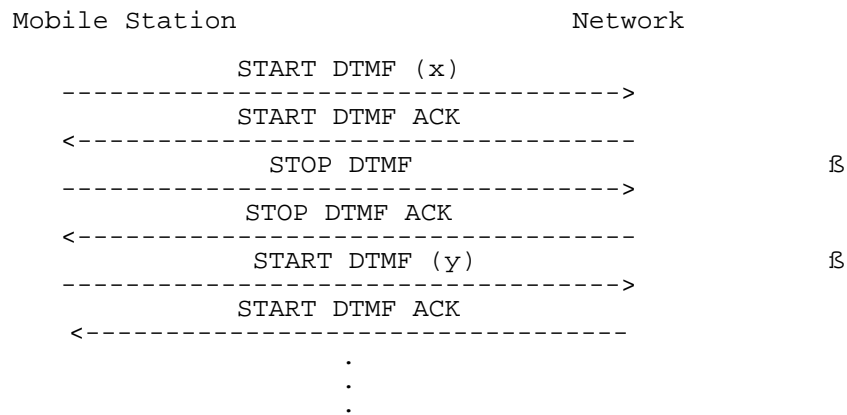 Mobile Station Network
START DTMF (x)
----------------------------------->
START DTMF ACK
<-----------------------------------
STOP DTMF ß
----------------------------------->
STOP DTMF ACK
<-----------------------------------
START DTMF (y) ß
----------------------------------->
START DTMF ACK
<----------------------------------
.
.
.